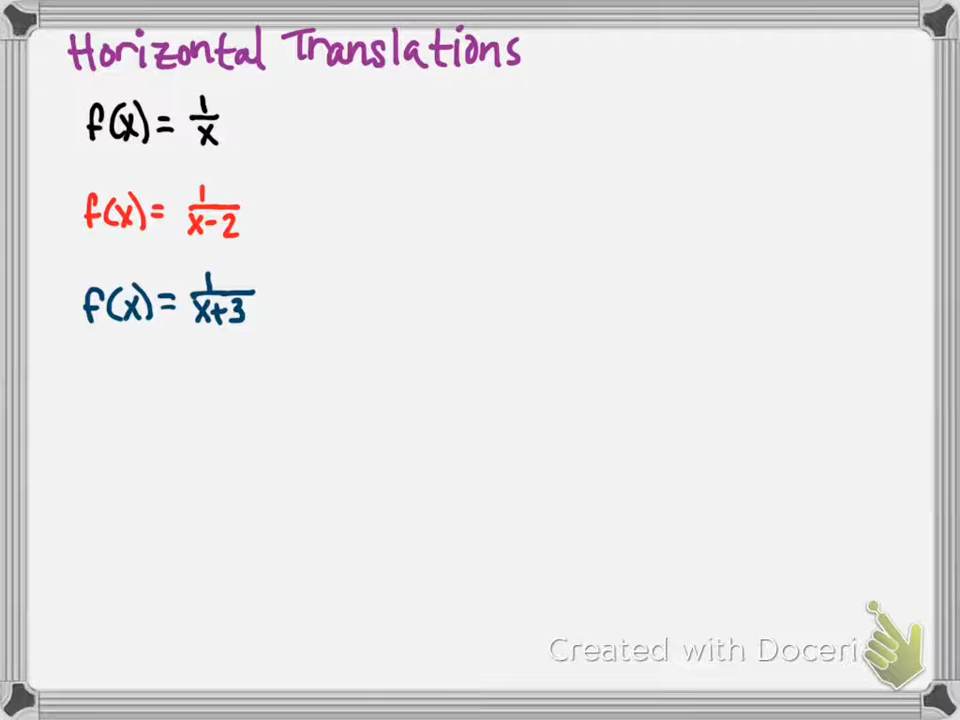 Horizontal Translations
f(x) = 1/x
f(x) = 1/(x-2)
f(x) = 1/(x+3)
Created with Doceri